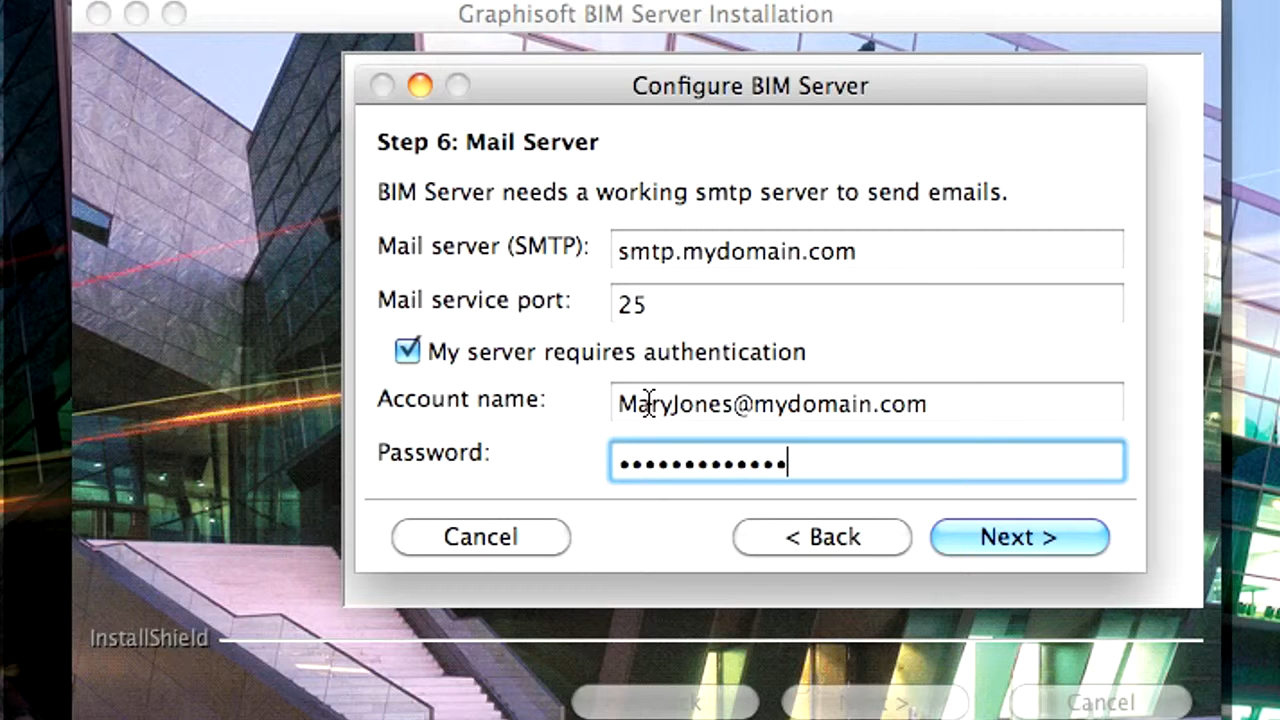 Graphisoft BIM Server Installation
Configure BIM Server
Step 6: Mail Server
BIM Server needs a working smtp server to send emails.
Mail server (SMTP): smtp.mydomain.com
Mail service port: 25
My server requires authentication
Account name: MaryJones@mydomain.com
Password: •••••••••••••
Cancel < Back Next >
InstallShield
Cancel